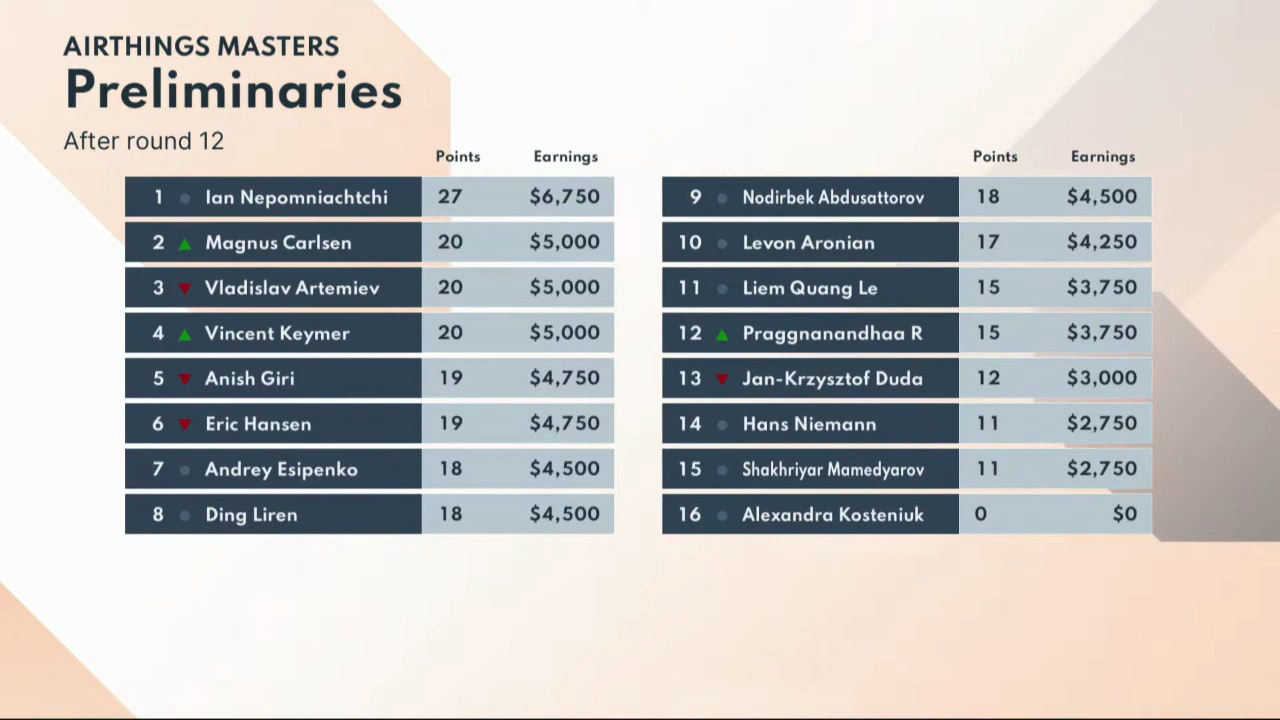 AIRTHINGS MASTERS
Preliminaries
After round 12
Points Earnings
1 Ian Nepomniachtchi 27 $6,750
2 Magnus Carlsen 20 $5,000
3 Vladislav Artemiev 20 $5,000
4 Vincent Keymer 20 $5,000
5 Anish Giri 19 $4,750
6 Eric Hansen 19 $4,750
7 Andrey Esipenko 18 $4,500
8 Ding Liren 18 $4,500
Points Earnings
9 Nodirbek Abdusattorov 18 $4,500
10 Levon Aronian 17 $4,250
11 Liem Quang Le 15 $3,750
12 Praggnanandhaa R 15 $3,750
13 Jan-Krzysztof Duda 12 $3,000
14 Hans Niemann 11 $2,750
15 Shakhriyar Mamedyarov 11 $2,750
16 Alexandra Kosteniuk 0 $0